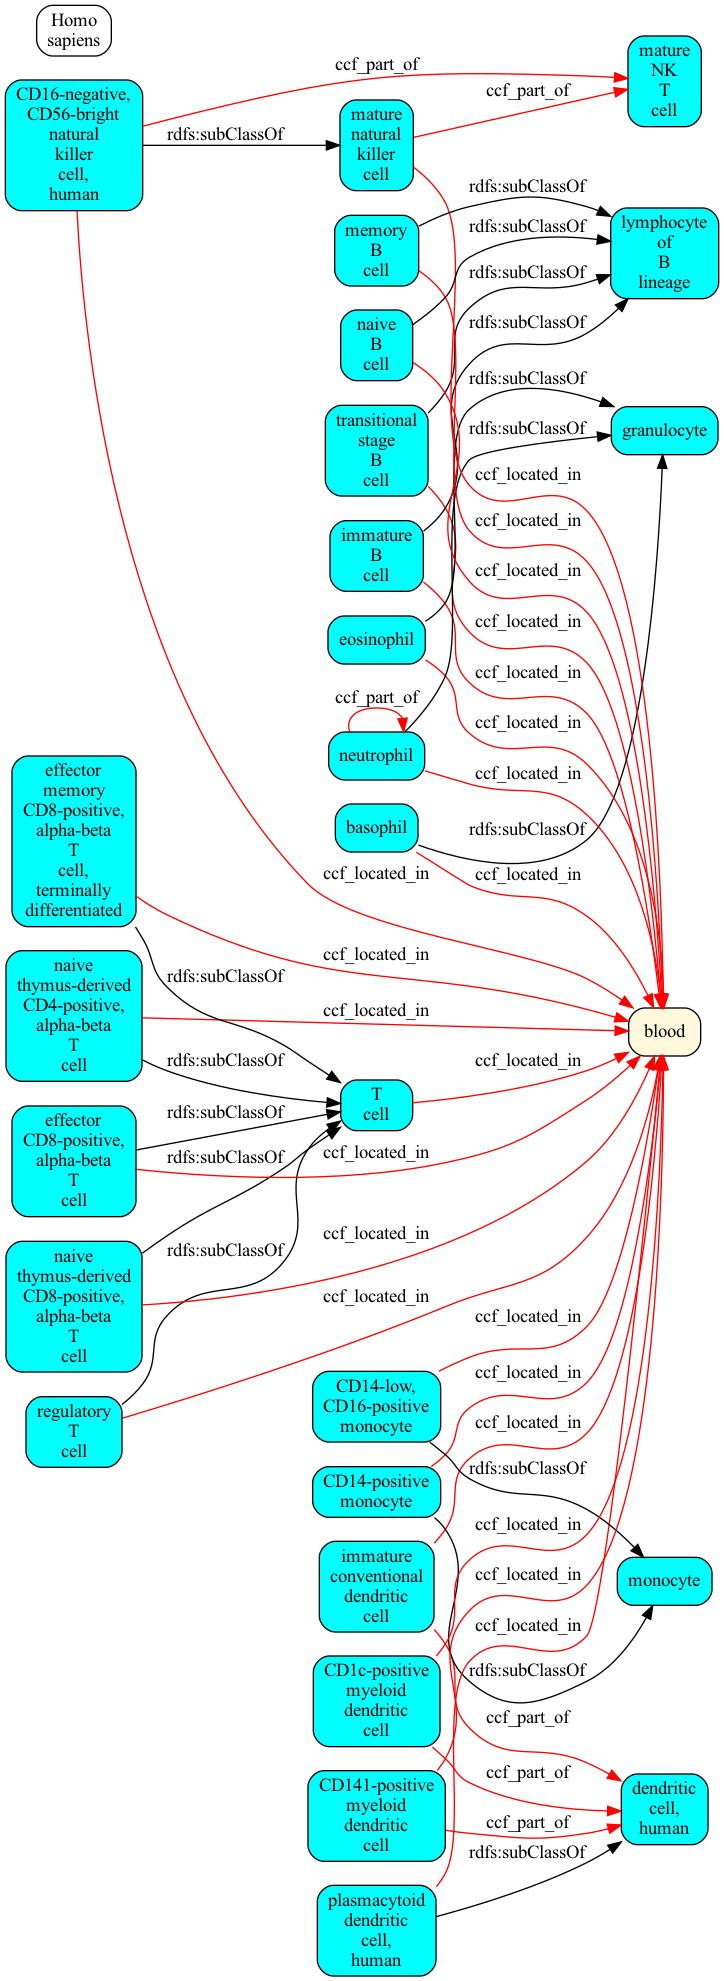 Homo
sapiens
CD16-negative,
CD56-bright
natural
killer
cell,
human
ccf_part_of
rdfs:subClassOf
mature
natural
killer
cell
ccf_part_of
mature
NK
T
cell
memory
B
cell
rdfs:subClassOf
naive
B
cell
rdfs:subClassOf
lymphocyte
of
B
lineage
transitional
stage
B
cell
rdfs:subClassOf
rdfs:subClassOf
immature
B
cell
rdfs:subClassOf
rdfs:subClassOf
granulocyte
eosinophil
ccf_located_in
ccf_located_in
ccf_located_in
ccf_located_in
ccf_located_in
ccf_located_in
ccf_part_of
neutrophil
ccf_located_in
basophil
rdfs:subClassOf
ccf_located_in
ccf_located_in
effector
memory
CD8-positive,
alpha-beta
T
cell,
terminally
differentiated
ccf_located_in
rdfs:subClassOf
naive
thymus-derived
CD4-positive,
alpha-beta
T
cell
ccf_located_in
rdfs:subClassOf
blood
T
cell
ccf_located_in
effector
CD8-positive,
alpha-beta
T
cell
rdfs:subClassOf
rdfs:subClassOf
ccf_located_in
naive
thymus-derived
CD8-positive,
alpha-beta
T
cell
rdfs:subClassOf
ccf_located_in
ccf_located_in
regulatory
T
cell
CD14-low,
CD16-positive
monocyte
ccf_located_in
ccf_located_in
ccf_located_in
rdfs:subClassOf
CD14-positive
monocyte
immature
conventional
dendritic
cell
ccf_located_in
ccf_located_in
ccf_located_in
monocyte
rdfs:subClassOf
CD1c-positive
myeloid
dendritic
cell
ccf_part_of
ccf_part_of
CD141-positive
myeloid
dendritic
cell
ccf_part_of
dendritic
cell,
human
rdfs:subClassOf
plasmacytoid
dendritic
cell,
human